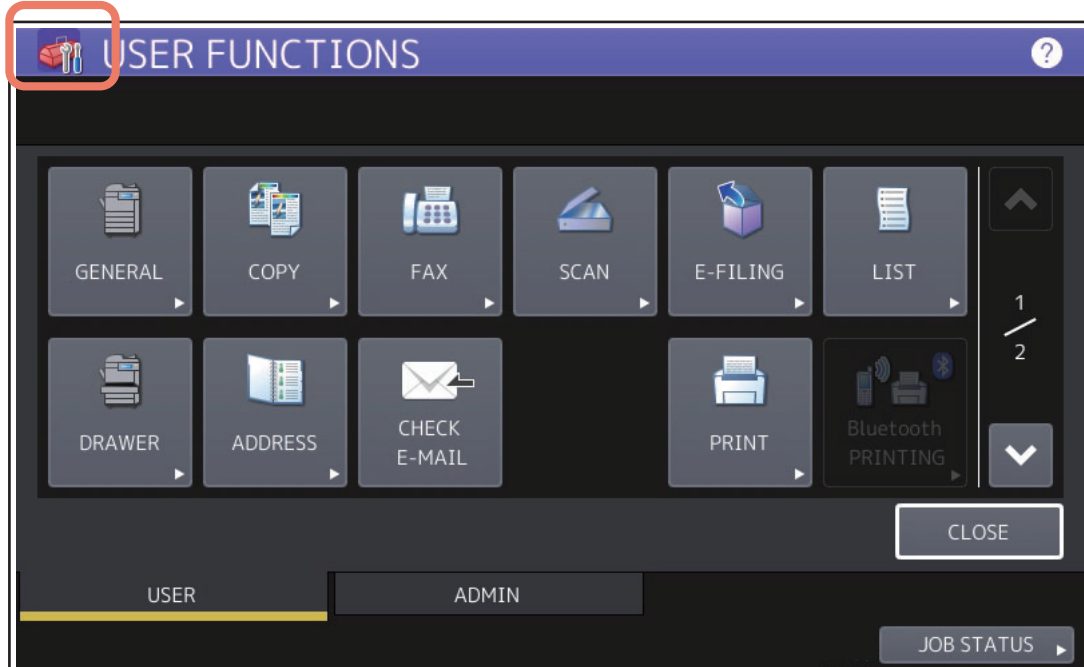 USER FUNCTIONS
?
GENERAL
COPY
FAX
SCAN
E-FILING
LIST
1
2
DRAWER
ADDRESS
CHECK
E-MAIL
PRINT
Bluetooth
PRINTING
CLOSE
USER
ADMIN
JOB STATUS